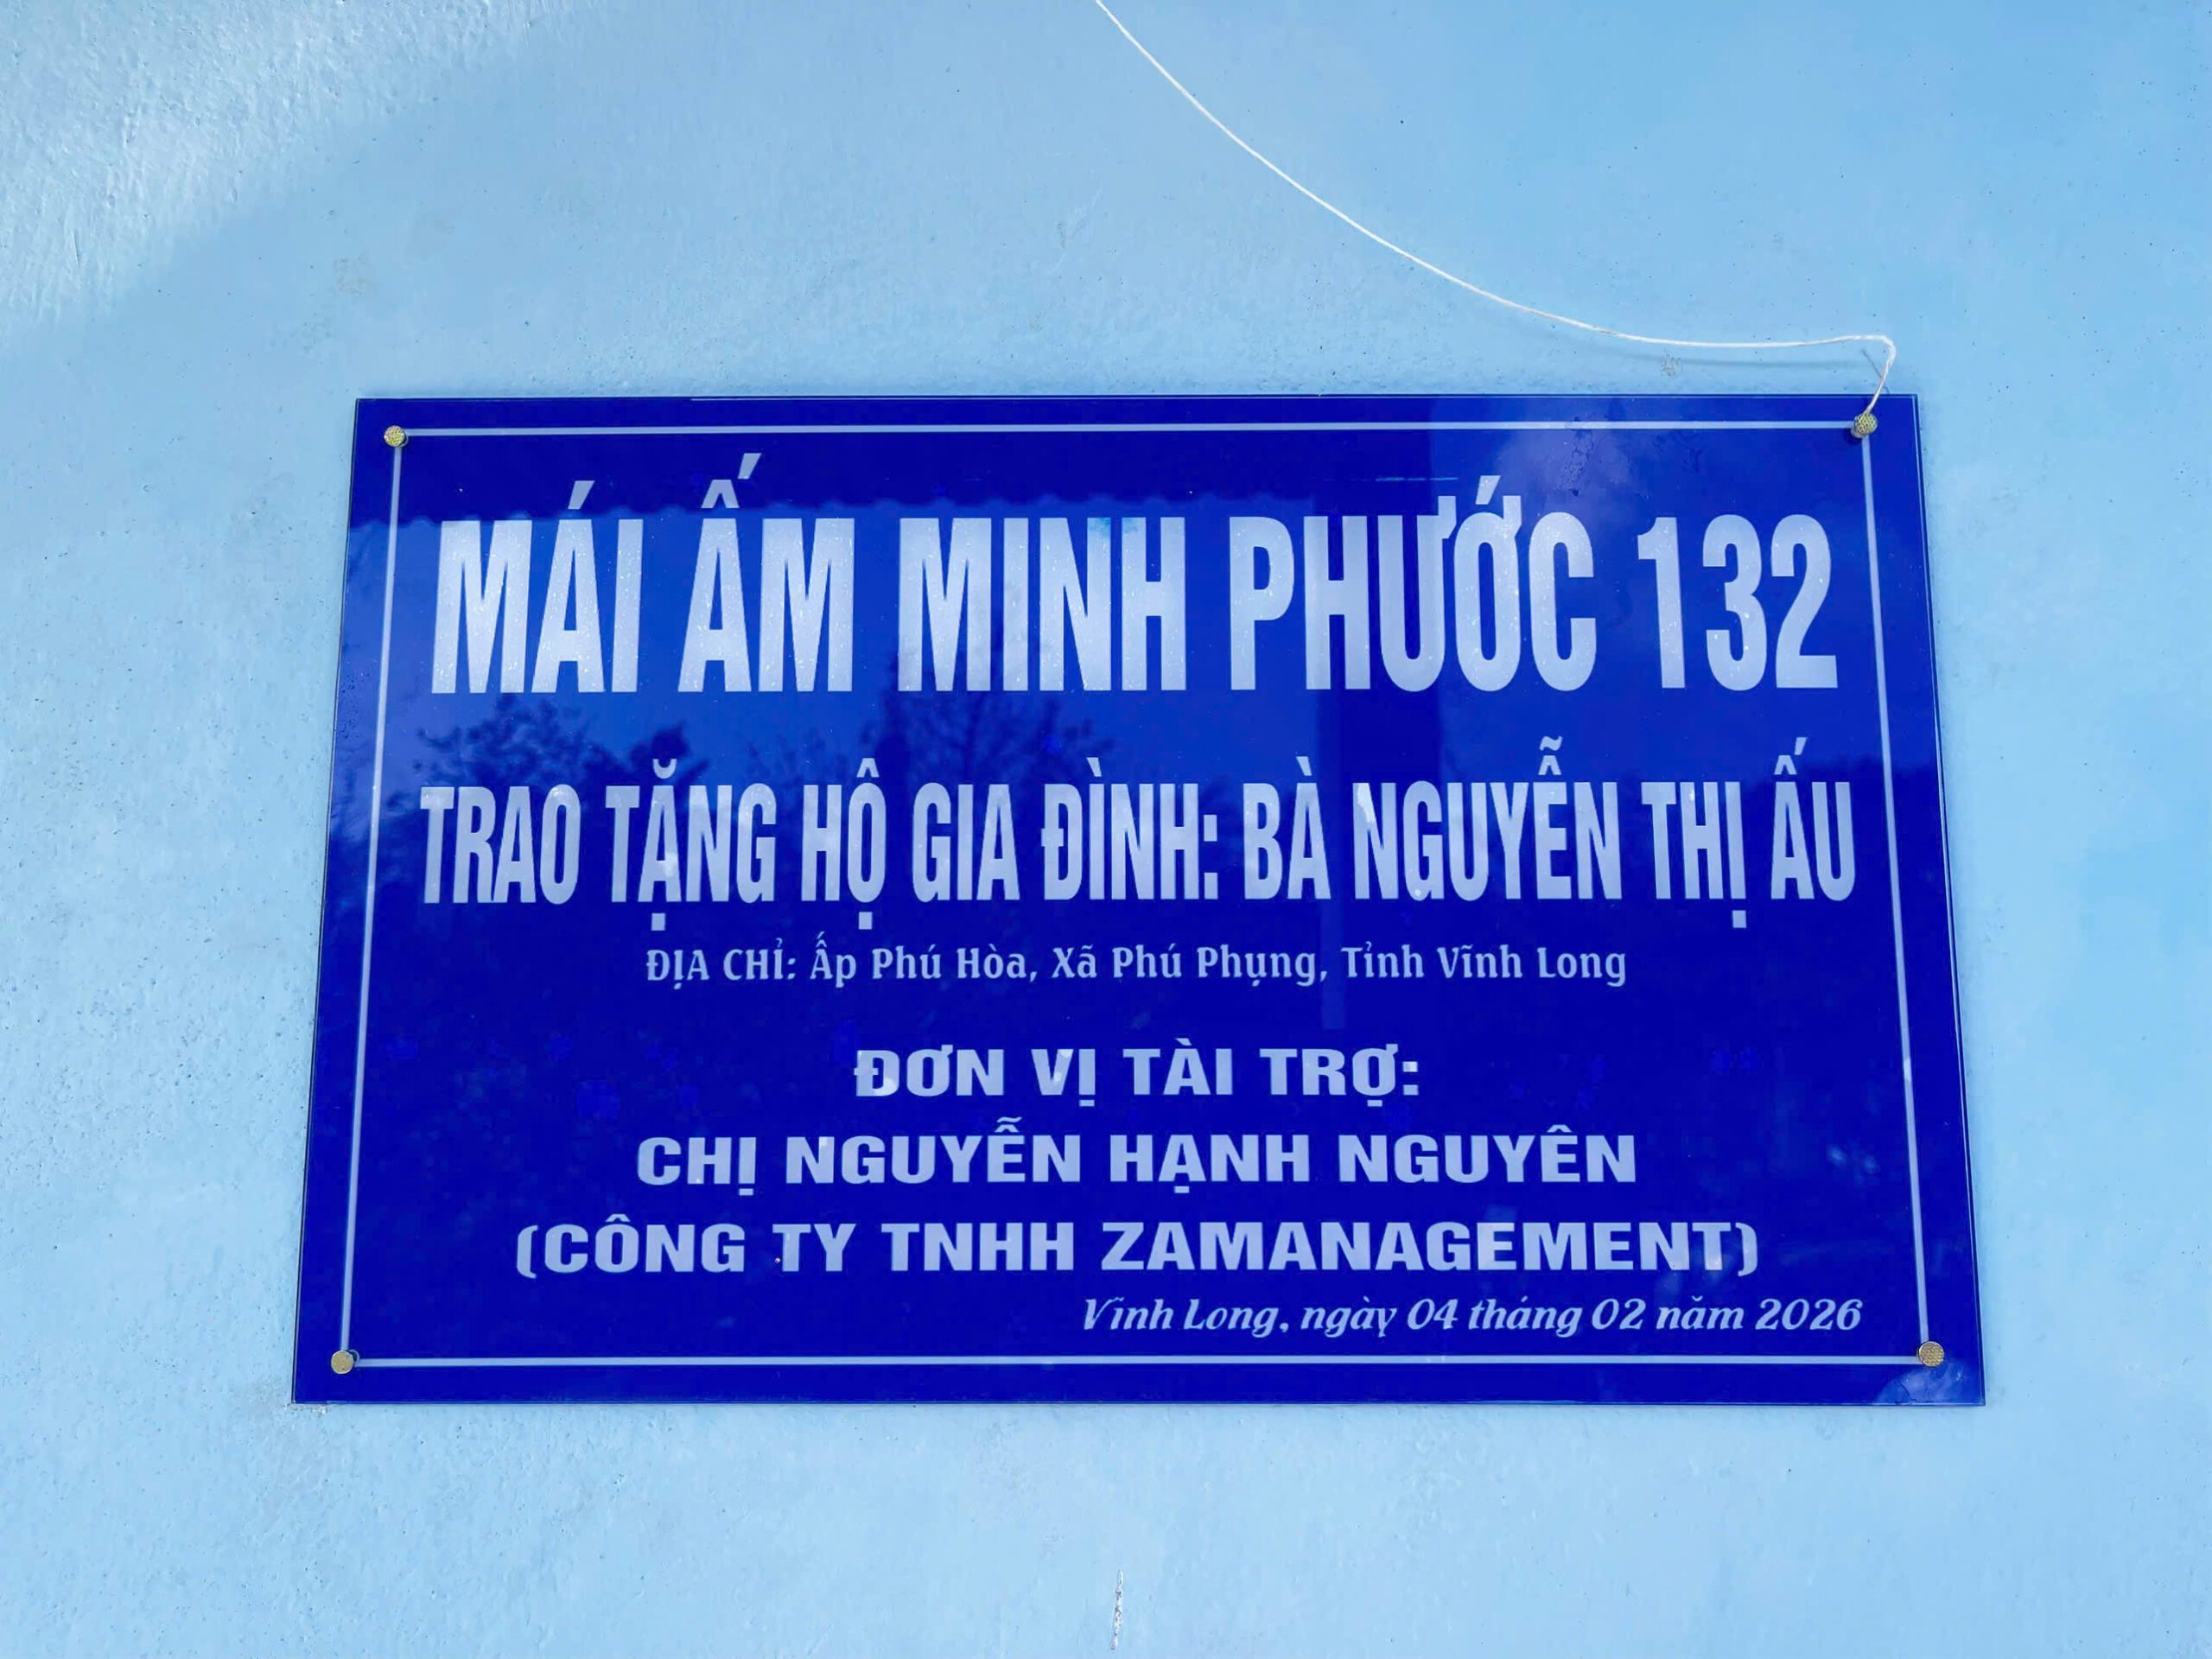 MÁI ẤM MINH PHƯỚC 132
TRAO TẶNG HỘ GIA ĐÌNH: BÀ NGUYỄN THỊ ẤU
ĐỊA CHỈ: Ấp Phú Hòa, Xã Phú Phụng, Tỉnh Vĩnh Long
ĐƠN VỊ TÀI TRỢ:
CHỊ NGUYỄN HẠNH NGUYÊN
(CÔNG TY TNHH ZAMANAGEMENT)
Vĩnh Long, ngày 04 tháng 02 năm 2026